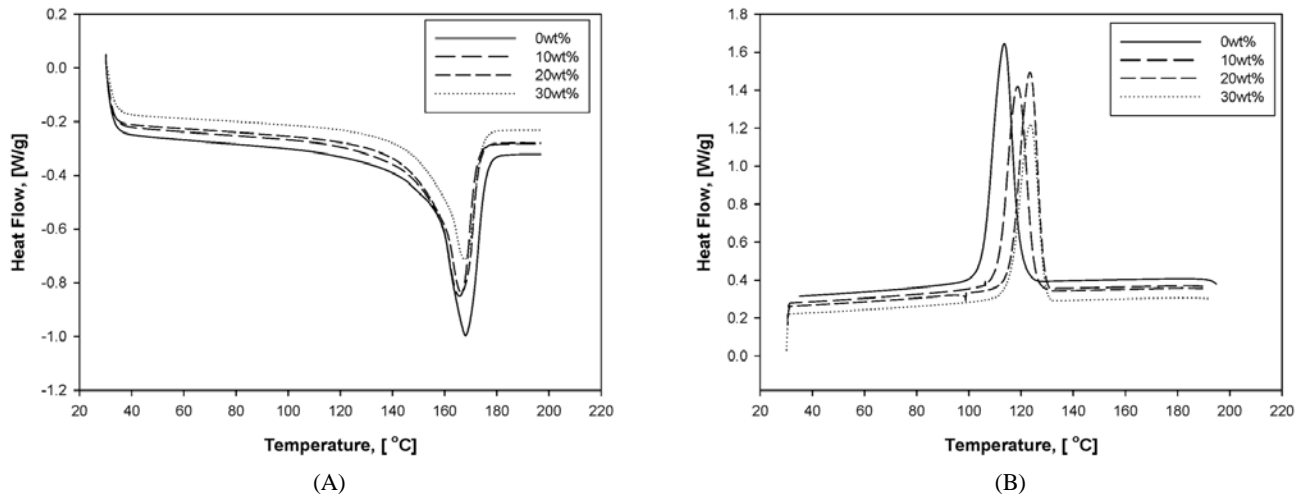 0.2
0.0
-0.2
-0.4
-0.6
-0.8
-1.0
-1.2
Heat Flow, [W/g]
20 40 60 80 100 120 140 160 180 200 220
Temperature, [ °C]
0wt%
10wt%
20wt%
30wt%
(A)
1.8
1.6
1.4
1.2
1.0
0.8
0.6
0.4
0.2
0.0
Heat Flow, [W/g]
20 40 60 80 100 120 140 160 180 200 220
Temperature, [ °C]
0wt%
10wt%
20wt%
30wt%
(B)